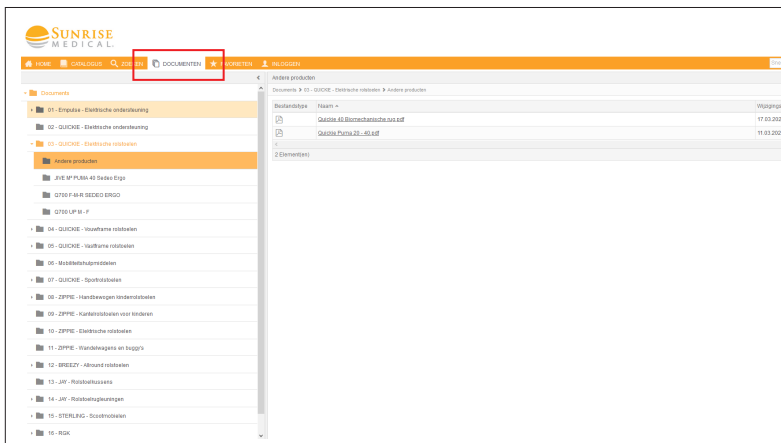 SUNRISE
MEDICAL.
HOME CATALOGUS ZOEKEN DOCUMENTEN FAVORIETEN INLOGGEN
Andere producten
Documents
Documents > 03 - QUICKIE - Elektrische rolstoelen > Andere producten
01 - Empulse - Elektrische ondersteuning
Bestandstype Naam
02 - QUICKIE - Elektrische ondersteuning
Quickie 40 Biomechanische rug.pdf 17.03.202
03 - QUICKIE - Elektrische rolstoelen
Quickie Puma 20 - 40.pdf 11.03.202
2 Element(en)
Andere producten
JIVE M² PUMA 40 Sedeo Ergo
Q700 F-M-R SEDEO ERGO
Q700 UP M - F
04 - QUICKIE - Vouwframe rolstoelen
05 - QUICKIE - Vastframe rolstoelen
06 - Mobiliteitshulpmiddelen
07 - QUICKIE - Sportrolstoelen
08 - ZIPPIE - Handbewogen kinderrolstoelen
09 - ZIPPIE - Kantelrolstoelen voor kinderen
10 - ZIPPIE - Elektrische rolstoelen
11 - ZIPPIE - Wandelwagens en buggy's
12 - BREEZY - Allround rolstoelen
13 - JAY - Rolstoelkussens
14 - JAY - Rolstoelrugleuningen
15 - STERLING - Scootmobielen
16 - RGK